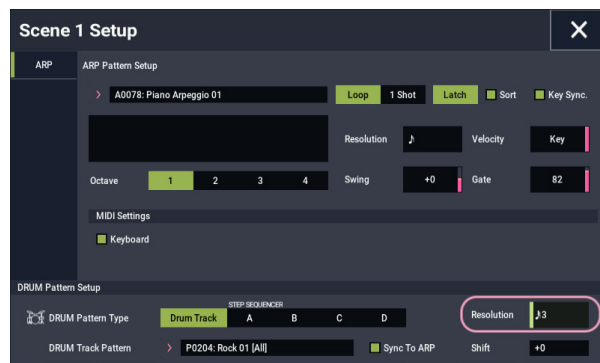 Scene 1 Setup
ARP
ARP Pattern Setup
A0078: Piano Arpeggio 01
Loop 1 Shot Latch Sort Key Sync.
Resolution ♪ Velocity Key
Octave 1 2 3 4 Swing +0 Gate 82
MIDI Settings
Keyboard
DRUM Pattern Setup
STEP SEQUENCER
DRUM Pattern Type Drum Track A B C D Resolution ♪3
DRUM Track Pattern P0204: Rock 01 [All] Sync To ARP Shift +0